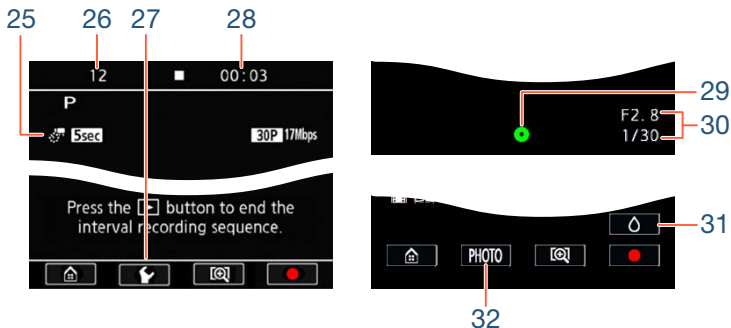 25 26 27 28
12 00:03
P
5sec 30P 17Mbps
Press the button to end the
interval recording sequence.
29
F2.8
30
1/30
31
PHOTO
32